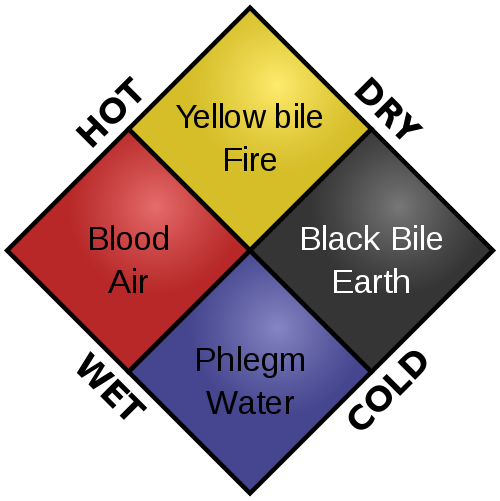 HOT
DRY
Yellow bile
Fire
Blood
Air
Black Bile
Earth
Phlegm
Water
WET
COLD